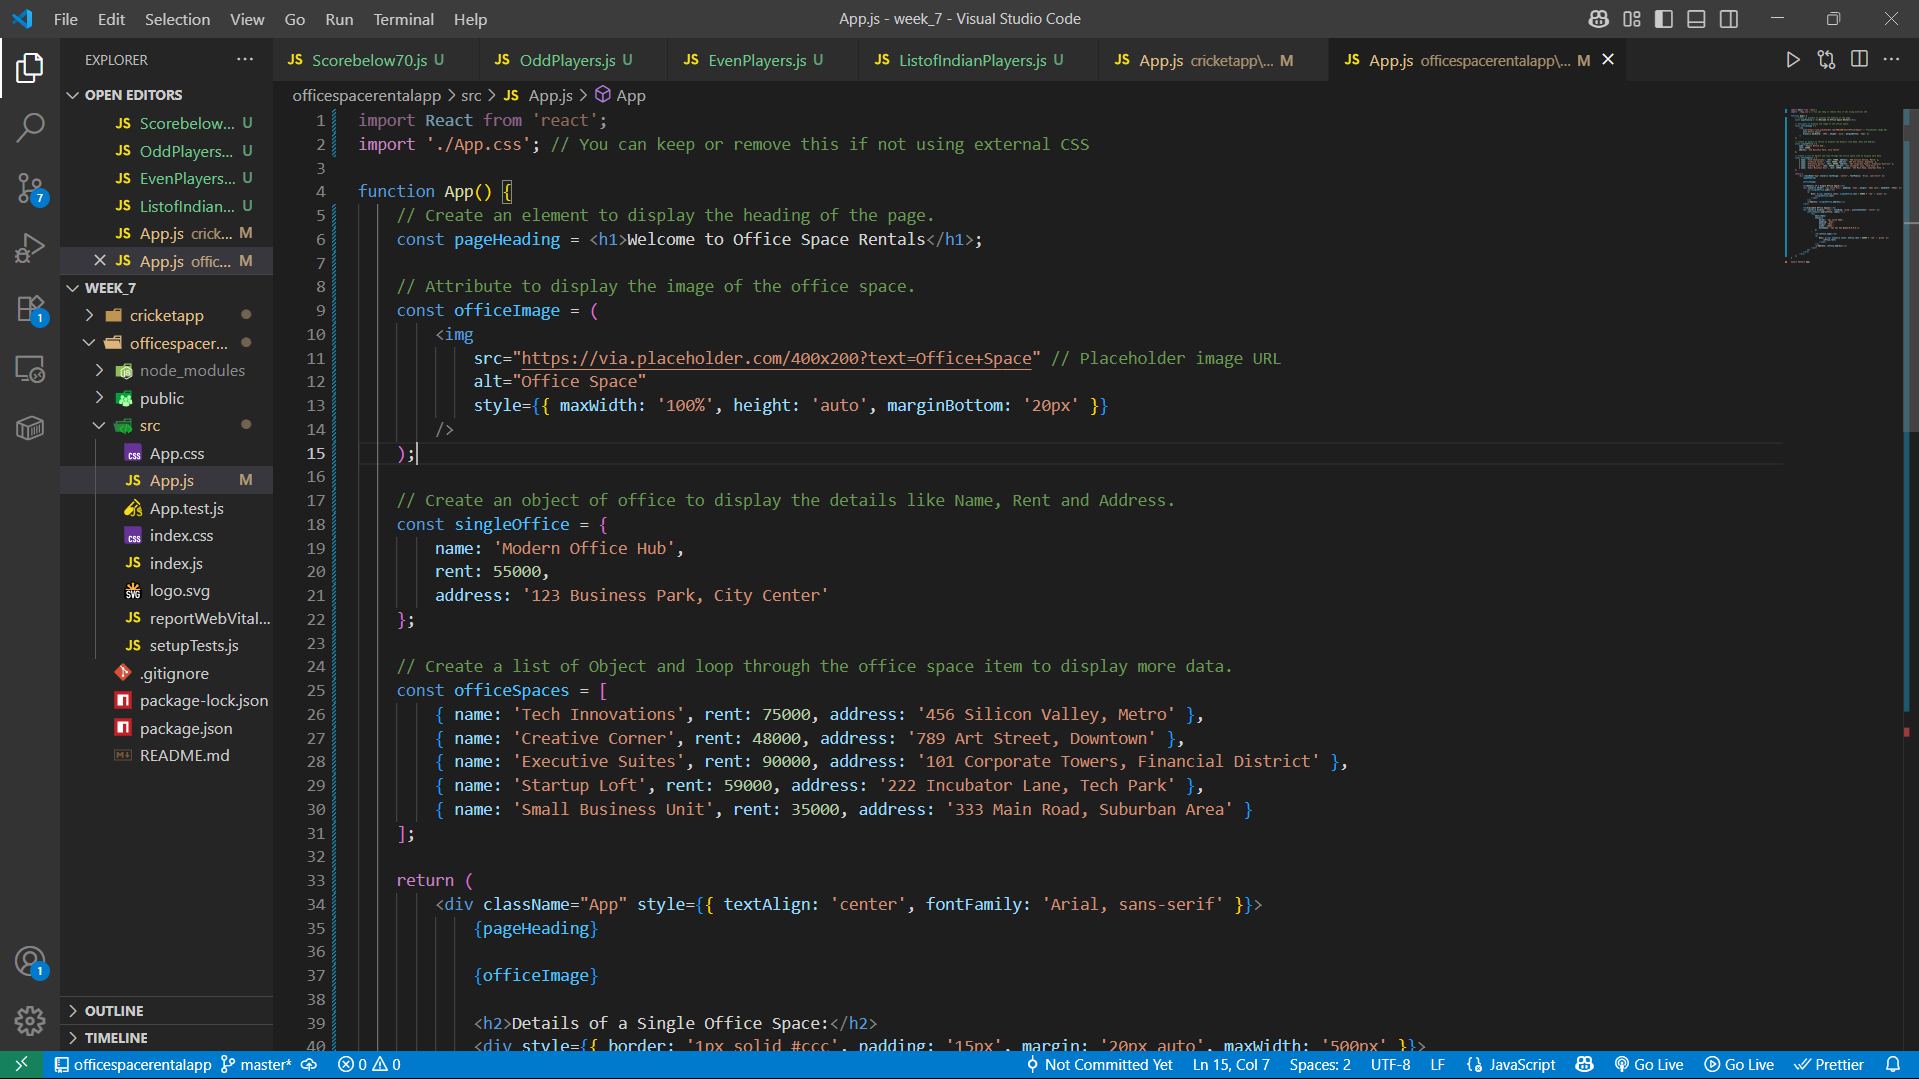 File Edit Selection View Go Run Terminal Help
App.js - week_7 - Visual Studio Code
EXPLORER
Scorebelow70.js U
OddPlayers.js U
EvenPlayers.js U
ListofIndianPlayers.js U
App.js cricketapp\... M
App.js officespacerentalapp\... M
OPEN EDITORS
JS Scorebelow... U
JS OddPlayers... U
JS EvenPlayers... U
JS ListofIndian... U
JS App.js crick... M
JS App.js offic... M
WEEK_7
cricketapp
officespacer...
node_modules
public
src
App.css
JS App.js M
App.test.js
index.css
JS index.js
logo.svg
JS reportWebVital...
JS setupTests.js
.gitignore
package-lock.json
package.json
README.md
OUTLINE
TIMELINE
7
1
1
officespacerentalapp > src > JS App.js > App
1 import React from 'react';
2 import './App.css'; // You can keep or remove this if not using external CSS
3
4 function App() {
5 // Create an element to display the heading of the page.
6 const pageHeading = <h1>Welcome to Office Space Rentals</h1>;
7
8 // Attribute to display the image of the office space.
9 const officeImage = (
10 <img
11 src="https://via.placeholder.com/400x200?text=Office+Space" // Placeholder image URL
12 alt="Office Space"
13 style={{ maxWidth: '100%', height: 'auto', marginBottom: '20px' }}
14 />
15 );
16
17 // Create an object of office to display the details like Name, Rent and Address.
18 const singleOffice = {
19 name: 'Modern Office Hub',
20 rent: 55000,
21 address: '123 Business Park, City Center'
22 };
23
24 // Create a list of Object and loop through the office space item to display more data.
25 const officeSpaces = [
26 { name: 'Tech Innovations', rent: 75000, address: '456 Silicon Valley, Metro' },
27 { name: 'Creative Corner', rent: 48000, address: '789 Art Street, Downtown' },
28 { name: 'Executive Suites', rent: 90000, address: '101 Corporate Towers, Financial District' },
29 { name: 'Startup Loft', rent: 59000, address: '222 Incubator Lane, Tech Park' },
30 { name: 'Small Business Unit', rent: 35000, address: '333 Main Road, Suburban Area' }
31 ];
32
33 return (
34 <div className="App" style={{ textAlign: 'center', fontFamily: 'Arial, sans-serif' }}>
35 {pageHeading}
36
37 {officeImage}
38
39 <h2>Details of a Single Office Space:</h2>
40 <div style={{ border: '1px solid #ccc', padding: '15px', margin: '20px auto', maxWidth: '500px' }}>
officespacerentalapp master* 0 0
Not Committed Yet Ln 15, Col 7 Spaces: 2 UTF-8 LF JavaScript Go Live Go Live Prettier